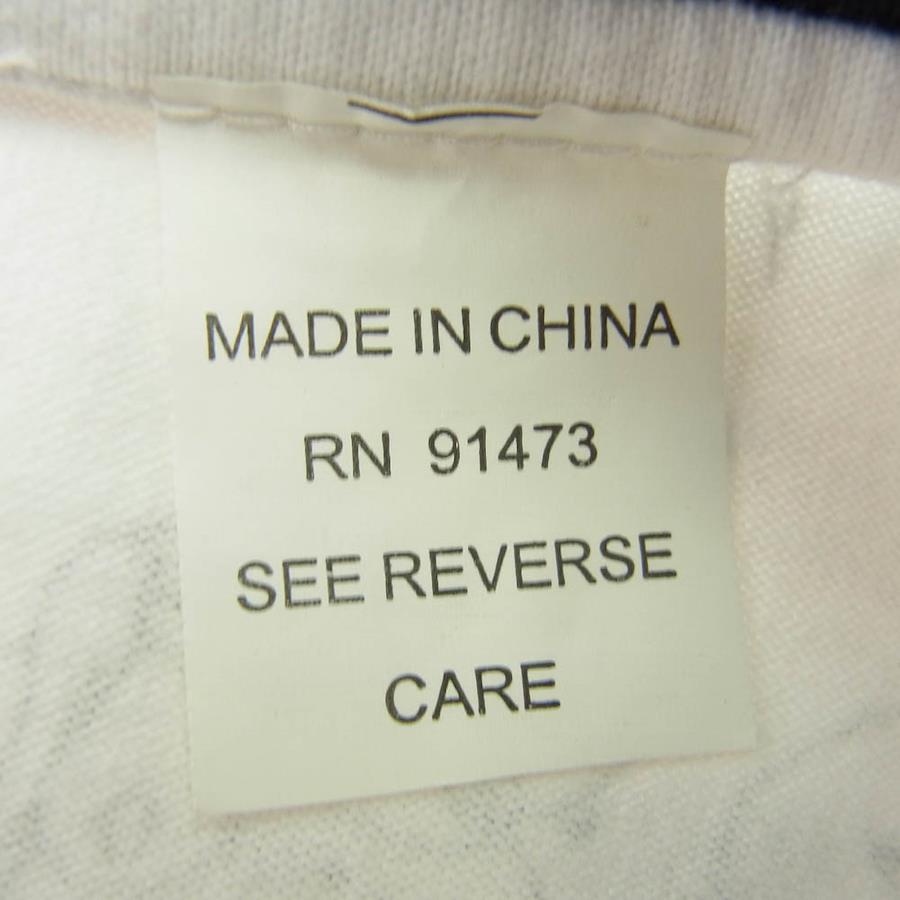 MADE IN CHINA
RN 91473
SEE REVERSE
CARE